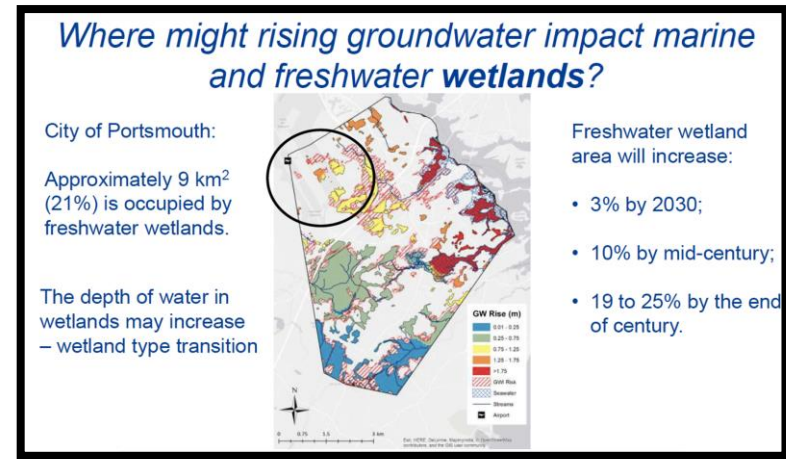 Where might rising groundwater impact marine
and freshwater wetlands?
City of Portsmouth:
Approximately 9 km²
(21%) is occupied by
freshwater wetlands.
The depth of water in
wetlands may increase
– wetland type transition
GW Rise (m)
0.01 - 0.25
0.25 - 0.75
0.75 - 1.25
1.25 - 1.75
>1.75
GW Rise
Seawater
Streams
Airport
N
0 0.75 1.5 3 km
Freshwater wetland
area will increase:
• 3% by 2030;
• 10% by mid-century;
• 19 to 25% by the end
of century.